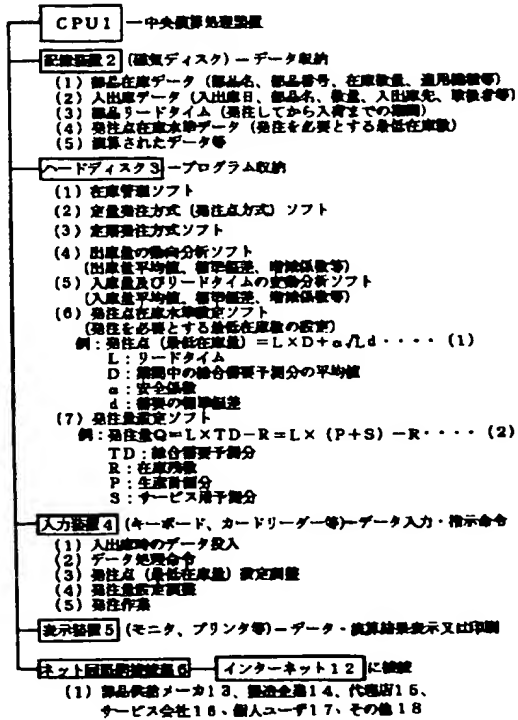 CPU1 ー中央演算処理装置
記憶装置2 (磁気ディスク) ーデータ収納
(1) 部品在庫データ (部品名、部品番号、在庫数量、適用機種等)
(2) 入出庫データ (入出庫日、部品名、数量、入出庫先、取扱者等)
(3) 部品リードタイム (発注してから入荷までの期間)
(4) 発注点在庫水準データ (発注を必要とする最低在庫数)
(5) 演算されたデータ等
ハードディスク3 ープログラム収納
(1) 在庫管理ソフト
(2) 定量発注方式 (発注点方式) ソフト
(3) 定期発注方式ソフト
(4) 出庫量の動向分析ソフト
(出庫量平均値、標準偏差、増減係数等)
(5) 入庫量及びリードタイムの変動分析ソフト
(入庫量平均値、標準偏差、増減係数等)
(6) 発注点在庫水準設定ソフト
(発注を必要とする最低在庫数の設定)
例:発注点 (最低在庫量) =L×D+α√Ld・・・・ (1)
L:リードタイム
D:期間中の総合需要予測分の平均値
α:安全係数
d:需要の標準偏差
(7) 発注量設定ソフト
例:発注量Q=L×TD−R=L× (P+S) −R・・・・ (2)
TD:総合需要予測分
R:在庫残数
P:生産計画分
S:サービス用予測分
入力装置4 (キーボード、カードリーダー等)ーデータ入力・指示命令
(1) 入出庫時のデータ投入
(2) データ処理命令
(3) 発注点 (最低在庫量) 設定調整
(4) 発注量設定調整
(5) 発注作業
表示装置5 (モニタ、プリンタ等) ーデータ・演算結果表示又は印刷
ネット回路網接続器6 インターネット12 に接続
(1) 部品供給メーカ13、製造企業14、代理店15、
サービス会社16、個人ユーザ17、その他18